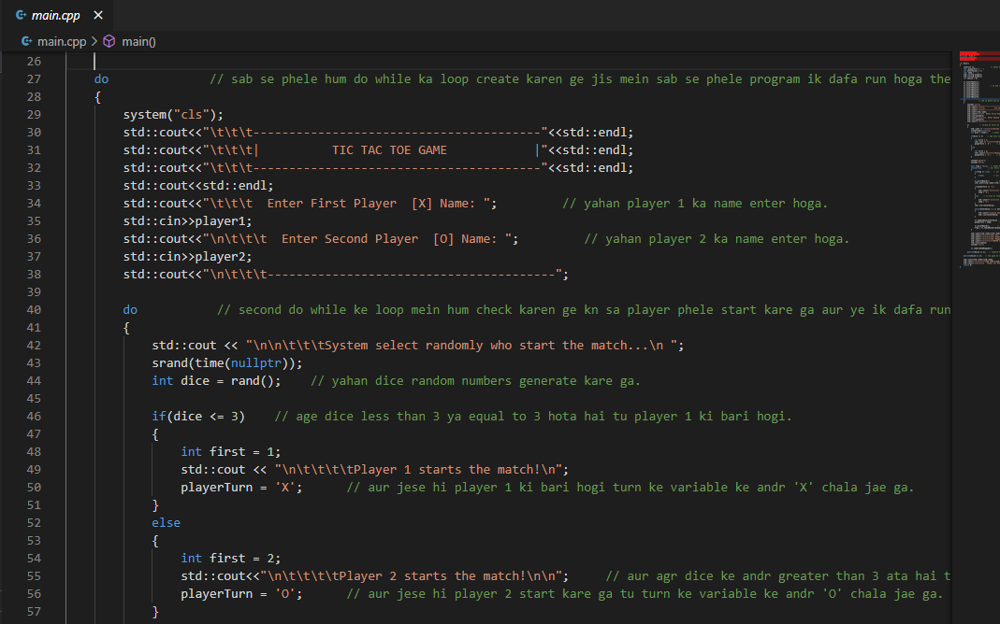 main.cpp
main.cpp > main()
26
27 do // sab se phele hum do while ka loop create karen ge jis mein sab se phele program ik dafa run hoga the
28 {
29 system("cls");
30 std::cout<<"\t\t\t----------------------------------------"<<std::endl;
31 std::cout<<"\t\t\t| TIC TAC TOE GAME |"<<std::endl;
32 std::cout<<"\t\t\t----------------------------------------"<<std::endl;
33 std::cout<<std::endl;
34 std::cout<<"\t\t\t Enter First Player [X] Name: "; // yahan player 1 ka name enter hoga.
35 std::cin>>player1;
36 std::cout<<"\n\t\t\t Enter Second Player [O] Name: "; // yahan player 2 ka name enter hoga.
37 std::cin>>player2;
38 std::cout<<"\n\t\t\t----------------------------------------";
39
40 do // second do while ke loop mein hum check karen ge kn sa player phele start kare ga aur ye ik dafa run
41 {
42 std::cout << "\n\n\t\t\tSystem select randomly who start the match...\n ";
43 srand(time(nullptr));
44 int dice = rand(); // yahan dice random numbers generate kare ga.
45
46 if(dice <= 3) // age dice less than 3 ya equal to 3 hota hai tu player 1 ki bari hogi.
47 {
48 int first = 1;
49 std::cout << "\n\t\t\t\tPlayer 1 starts the match!\n";
50 playerTurn = 'X'; // aur jese hi player 1 ki bari hogi turn ke variable ke andr 'X' chala jae ga.
51 }
52 else
53 {
54 int first = 2;
55 std::cout<<"\n\t\t\t\tPlayer 2 starts the match!\n\n"; // aur agr dice ke andr greater than 3 ata hai t
56 playerTurn = 'O'; // aur jese hi player 2 start kare ga tu turn ke variable ke andr 'O' chala jae ga.
57 }